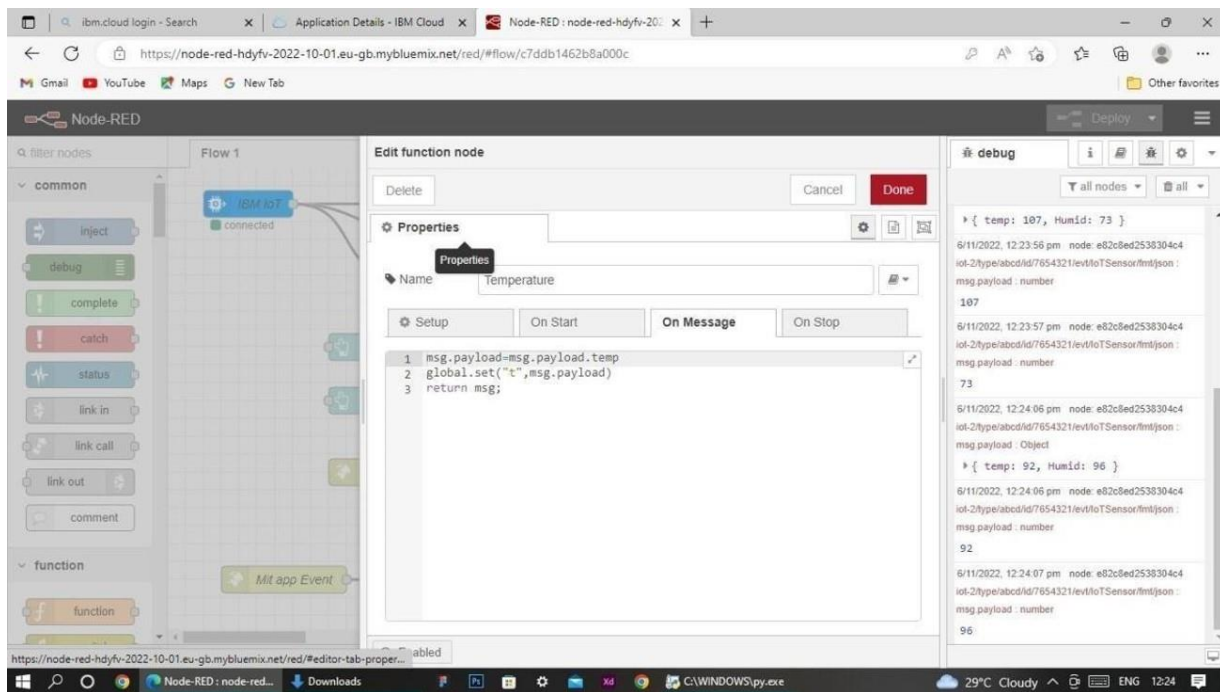 ibm.cloud login - Search
Application Details - IBM Cloud
Node-RED : node-red-hdyfv-202
https://node-red-hdyfv-2022-10-01.eu-gb.mybluemix.net/red/#flow/c7ddb1462b8a000c
Gmail YouTube Maps New Tab Other favorites
Node-RED Deploy
filter nodes
Flow 1
Edit function node
debug
common
Delete Cancel Done
all nodes all
IBM IoT
connected
Properties
Properties
inject
debug
complete
catch
status
link in
link call
link out
comment
function
function
Mit app Event
Name Temperature
Setup On Start On Message On Stop
1 msg.payload=msg.payload.temp
2 global.set("t",msg.payload)
3 return msg;
Enabled
{ temp: 107, Humid: 73 }
6/11/2022, 12:23:56 pm node: e82c8ed2538304c4
iot-2/type/abcd/id/7654321/evt/IoTSensor/fmt/json :
msg.payload : number
107
6/11/2022, 12:23:57 pm node: e82c8ed2538304c4
iot-2/type/abcd/id/7654321/evt/IoTSensor/fmt/json :
msg.payload : number
73
6/11/2022, 12:24:06 pm node: e82c8ed2538304c4
iot-2/type/abcd/id/7654321/evt/IoTSensor/fmt/json :
msg.payload : Object
{ temp: 92, Humid: 96 }
6/11/2022, 12:24:06 pm node: e82c8ed2538304c4
iot-2/type/abcd/id/7654321/evt/IoTSensor/fmt/json :
msg.payload : number
92
6/11/2022, 12:24:07 pm node: e82c8ed2538304c4
iot-2/type/abcd/id/7654321/evt/IoTSensor/fmt/json :
msg.payload : number
96
https://node-red-hdyfv-2022-10-01.eu-gb.mybluemix.net/red/#editor-tab-proper...
Node-RED : node-red... Downloads C:\WINDOWS\py.exe 29°C Cloudy ENG 12:24